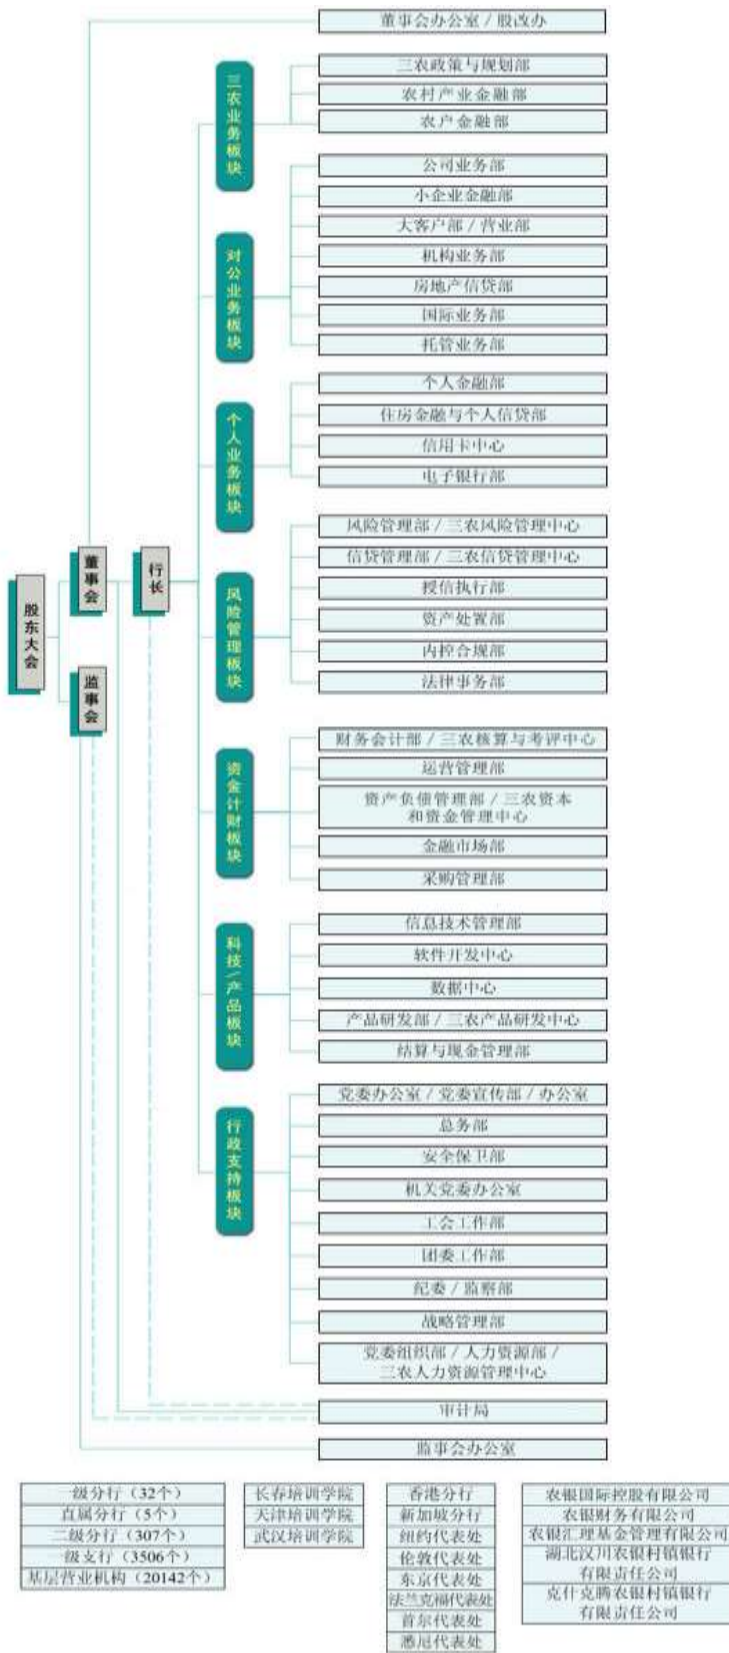 董事会办公室 / 股改办
三农业务板块
三农政策与规划部
农村产业金融部
农户金融部
对公业务板块
公司业务部
小企业金融部
大客户部 / 营业部
机构业务部
房地产信贷部
国际业务部
托管业务部
个人业务板块
个人金融部
住房金融与个人信贷部
信用卡中心
电子银行部
股东大会
董事会
监事会
行长
风险管理板块
风险管理部 / 三农风险管理中心
信贷管理部 / 三农信贷管理中心
授信执行部
资产处置部
内控合规部
法律事务部
资金计财板块
财务会计部 / 三农核算与考评中心
运营管理部
资产负债管理部 / 三农资本
和资金管理中心
金融市场部
采购管理部
科技/产品板块
信息技术管理部
软件开发中心
数据中心
产品研发部 / 三农产品研发中心
结算与现金管理部
行政支持板块
党委办公室 / 党委宣传部 / 办公室
总务部
安全保卫部
机关党委办公室
工会工作部
团委工作部
纪委 / 监察部
战略管理部
党委组织部 / 人力资源部 /
三农人力资源管理中心
审计局
监事会办公室
一级分行（32个）
直属分行（5个）
二级分行（307个）
一级支行（3506个）
基层营业机构（20142个）
长春培训学院
天津培训学院
武汉培训学院
香港分行
新加坡分行
纽约代表处
伦敦代表处
东京代表处
法兰克福代表处
首尔代表处
悉尼代表处
农银国际控股有限公司
农银财务有限公司
农银汇理基金管理有限公司
湖北汉川农银村镇银行
有限责任公司
克什克腾农银村镇银行
有限责任公司